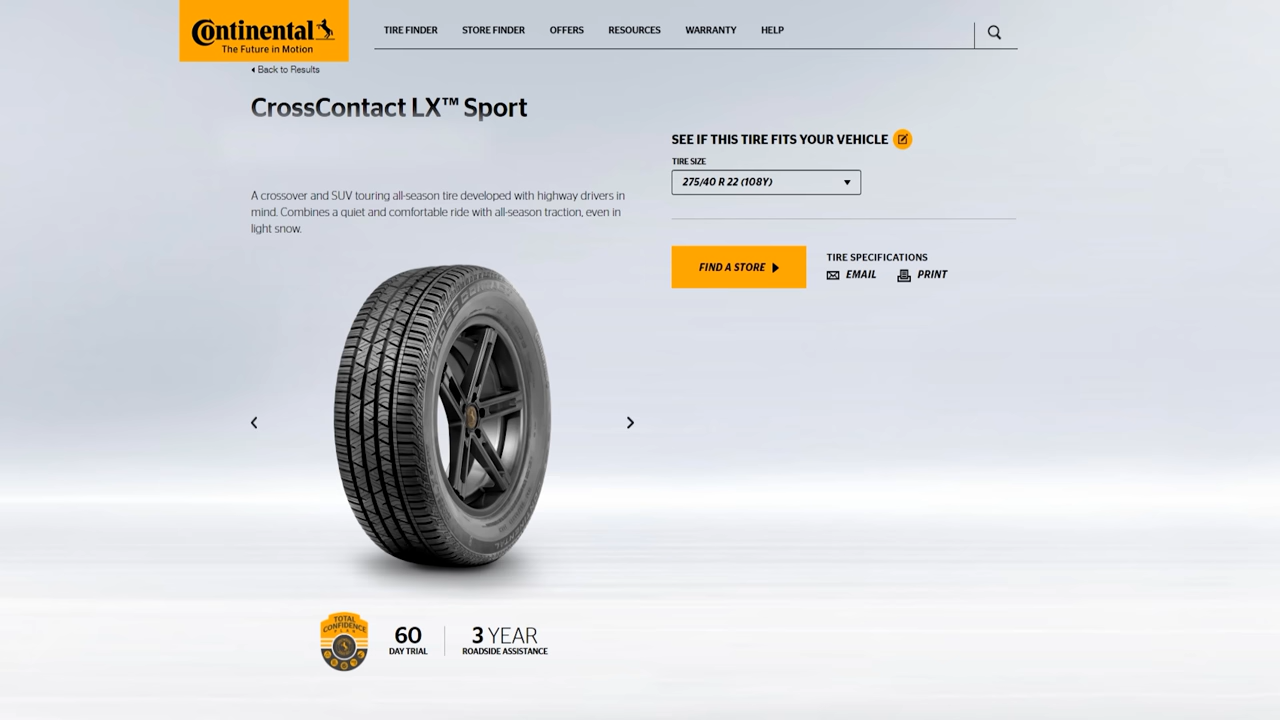 Continental
The Future in Motion
TIRE FINDER
STORE FINDER
OFFERS
RESOURCES
WARRANTY
HELP
Back to Results
CrossContact LX™ Sport
A crossover and SUV touring all-season tire developed with highway drivers in
mind. Combines a quiet and comfortable ride with all-season traction, even in
light snow.
SEE IF THIS TIRE FITS YOUR VEHICLE
TIRE SIZE
275/40 R 22 (108Y)
FIND A STORE
TIRE SPECIFICATIONS
EMAIL
PRINT
TOTAL
CONFIDENCE
PLAN
60
DAY TRIAL
3 YEAR
ROADSIDE ASSISTANCE